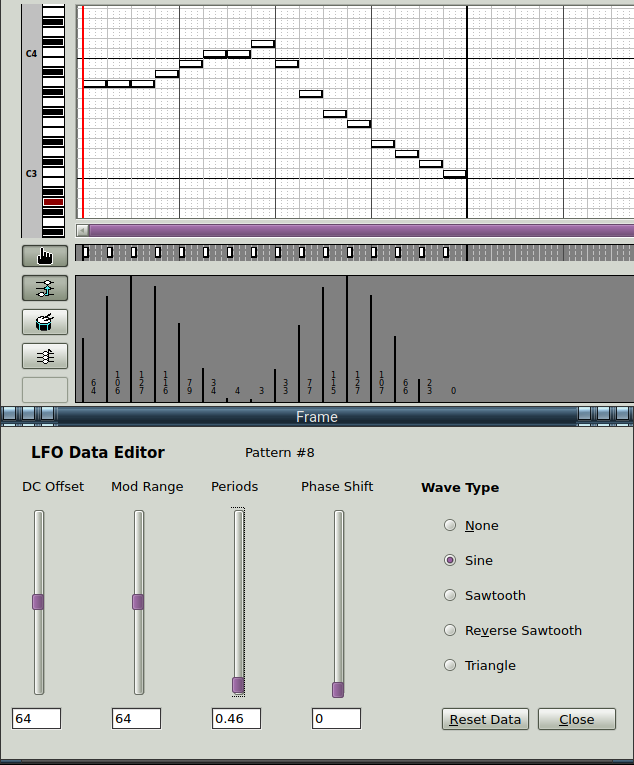 C4
C3
64 106 127 116 79 34 4 3 33 77 115 127 107 66 23 0
Frame
LFO Data Editor Pattern #8
DC Offset Mod Range Periods Phase Shift Wave Type
None
Sine
Sawtooth
Reverse Sawtooth
Triangle
64 64 0.46 0 Reset Data Close